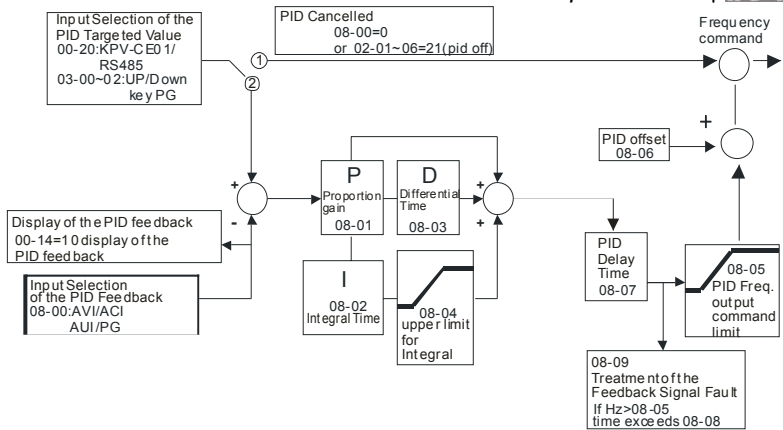 Input Selection of the
PID Targeted Value
00-20:KPV-CE01/
RS485
03-00~02:UP/Down
key PG
PID Cancelled
08-00=0
or 02-01~06=21(pid off)
Frequency
command
1
2
+
-
Display of the PID feedback
00-14=10 display of the
PID feedback
Input Selection
of the PID Feedback
08-00:AVI/ACI
AUI/PG
P
Proportion
gain
08-01
I
08-02
Integral Time
D
Differential
Time
08-03
08-04
upper limit
for
Integral
+
+
PID offset
08-06
+
PID
Delay
Time
08-07
08-05
PID Freq.
output
command
limit
08-09
Treatment of the
Feedback Signal Fault
If Hz>08-05
time exceeds 08-08